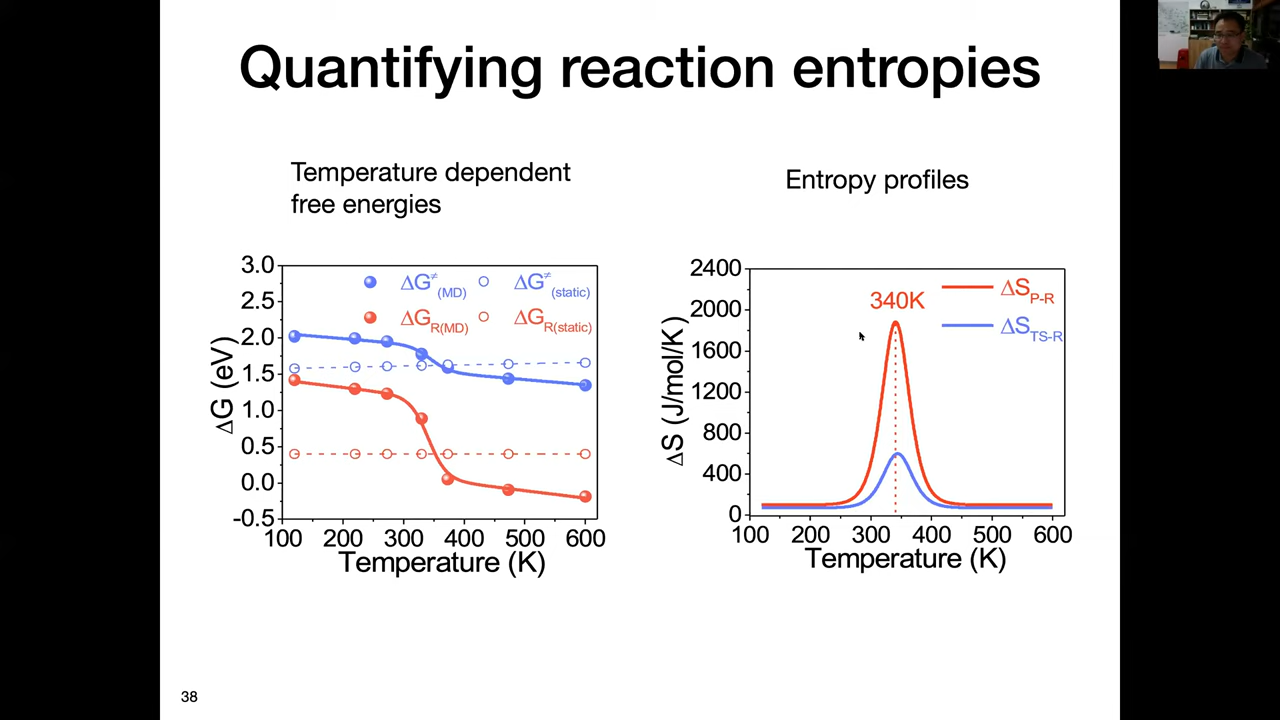 Quantifying reaction entropies
Temperature dependent
free energies
3.0
2.5
2.0
1.5
1.0
0.5
0.0
-0.5
ΔG (eV)
ΔG≠(MD)
ΔG≠(static)
ΔGR(MD)
ΔGR(static)
100 200 300 400 500 600
Temperature (K)
Entropy profiles
2400
2000
1600
1200
800
400
0
ΔS (J/mol/K)
340K
ΔSP-R
ΔSTS-R
100 200 300 400 500 600
Temperature (K)
38